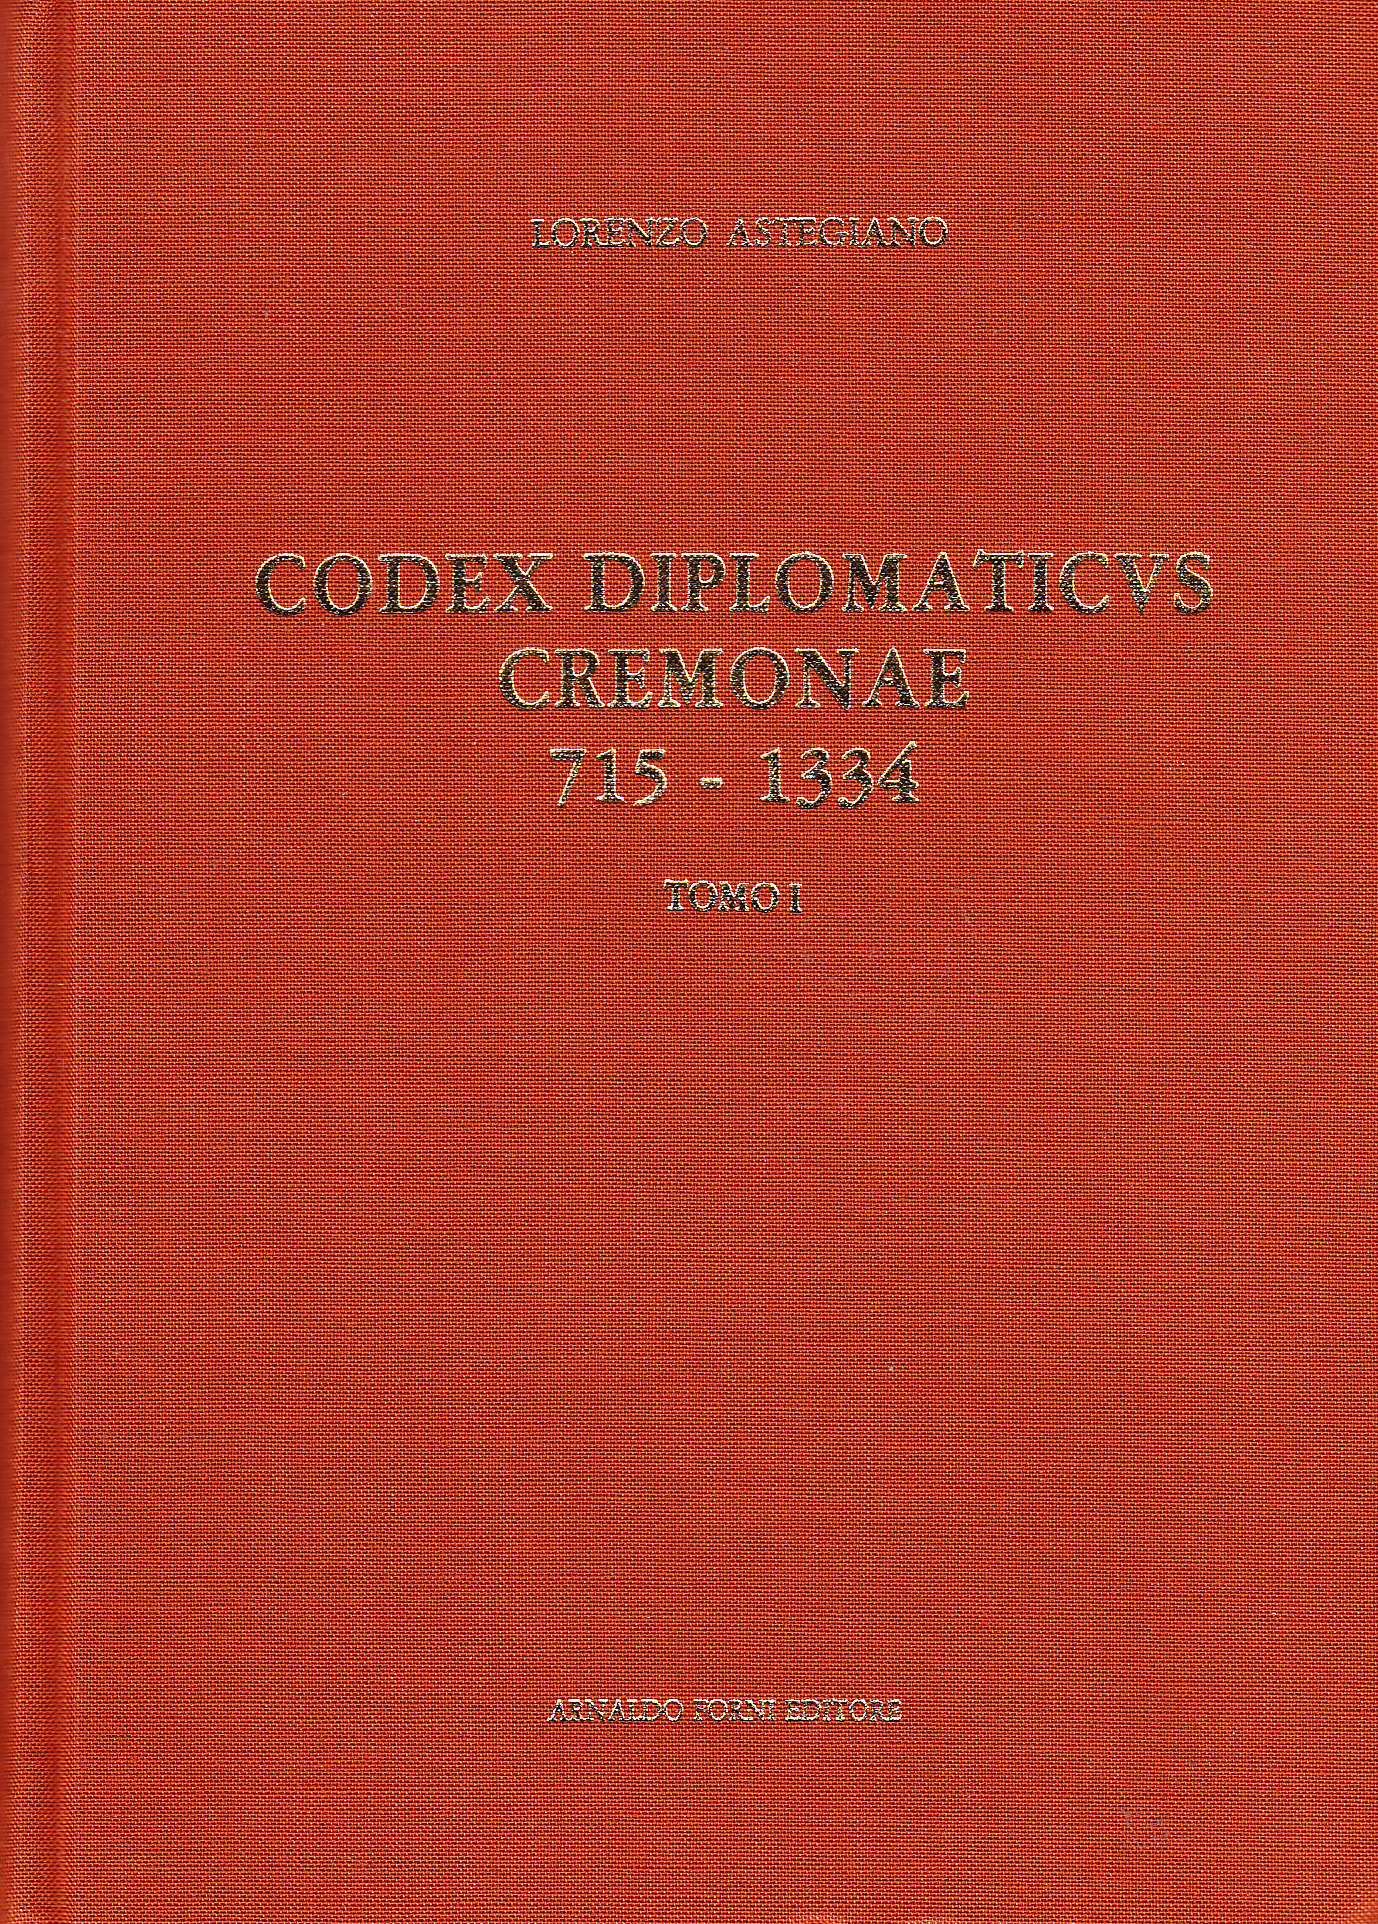 LORENZO ASTEGIANO
CODEX DIPLOMATICVS
CREMONAE
715 - 1334
TOMO I
ARNALDO FORNI EDITORE